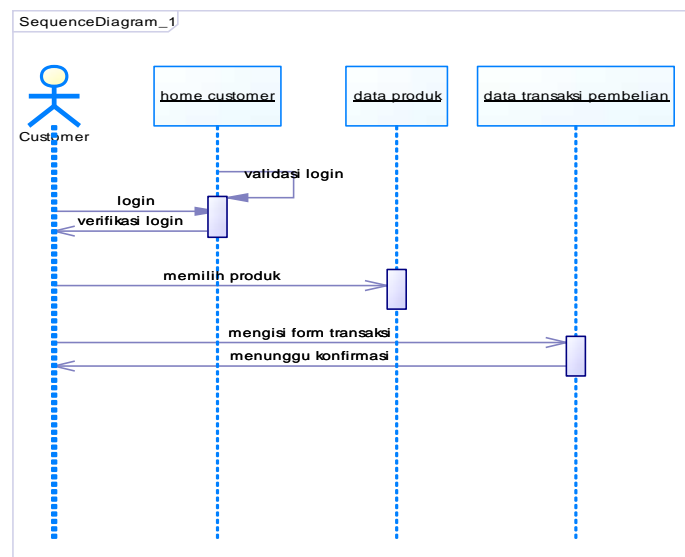 SequenceDiagram_1
home customer
data produk
data transaksi pembelian
Customer
validasi login
login
verifikasi login
memilih produk
mengisi form transaksi
menunggu konfirmasi